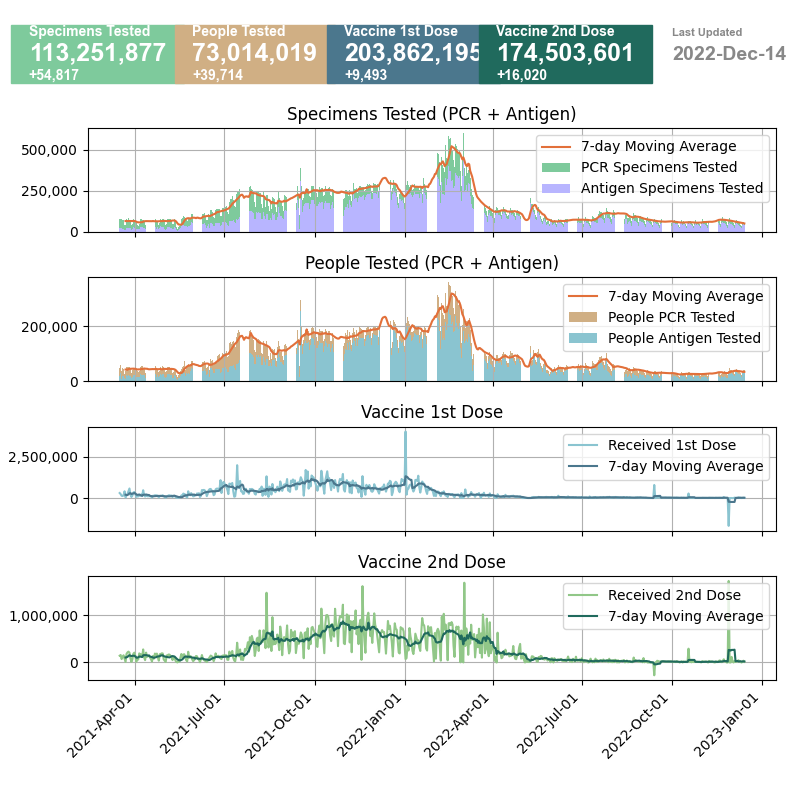 Specimens Tested
113,251,877
+54,817
People Tested
73,014,019
+39,714
Vaccine 1st Dose
203,862,195
+9,493
Vaccine 2nd Dose
174,503,601
+16,020
Last Updated
2022-Dec-14
Specimens Tested (PCR + Antigen)
500,000
250,000
0
7-day Moving Average
PCR Specimens Tested
Antigen Specimens Tested
People Tested (PCR + Antigen)
200,000
0
7-day Moving Average
People PCR Tested
People Antigen Tested
Vaccine 1st Dose
2,500,000
0
Received 1st Dose
7-day Moving Average
Vaccine 2nd Dose
1,000,000
0
Received 2nd Dose
7-day Moving Average
2021-Apr-01
2021-Jul-01
2021-Oct-01
2022-Jan-01
2022-Apr-01
2022-Jul-01
2022-Oct-01
2023-Jan-01